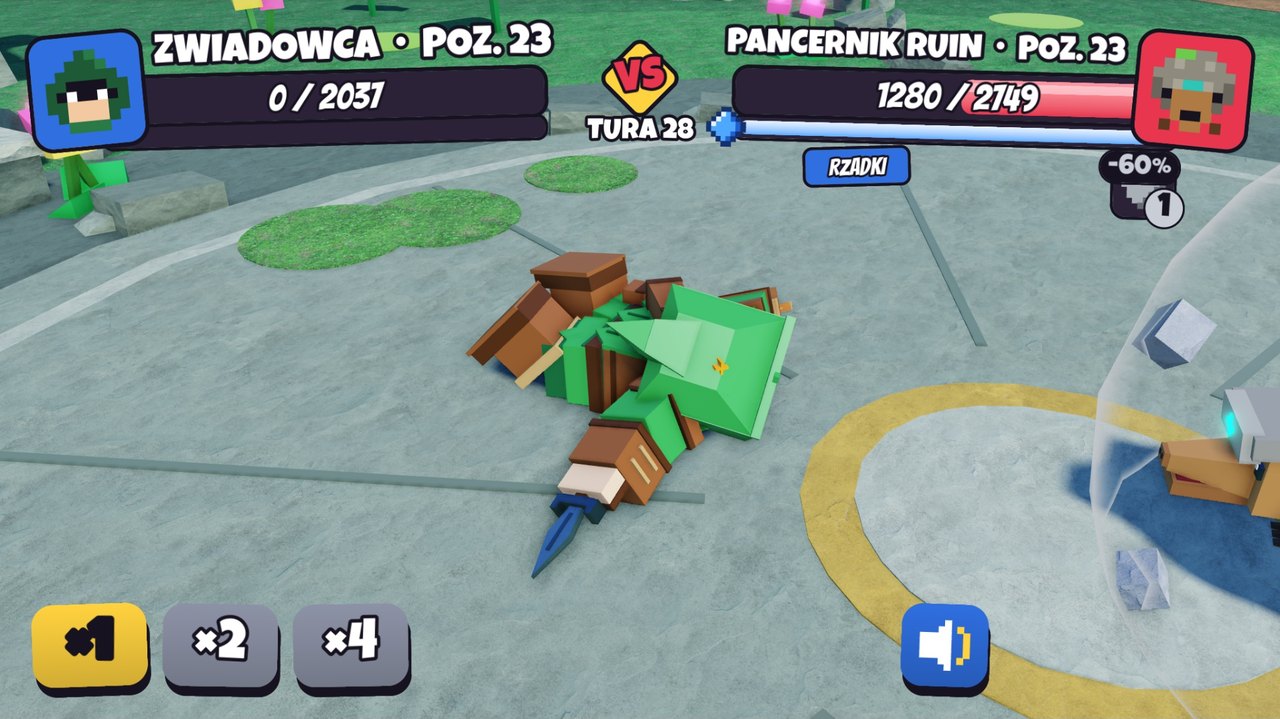 ZWIADOWCA • POZ. 23
0 / 2037
VS
TURA 28
PANCERNIK RUIN • POZ. 23
1280 / 2749
RZADKI
-60%
1
×1
×2
×4